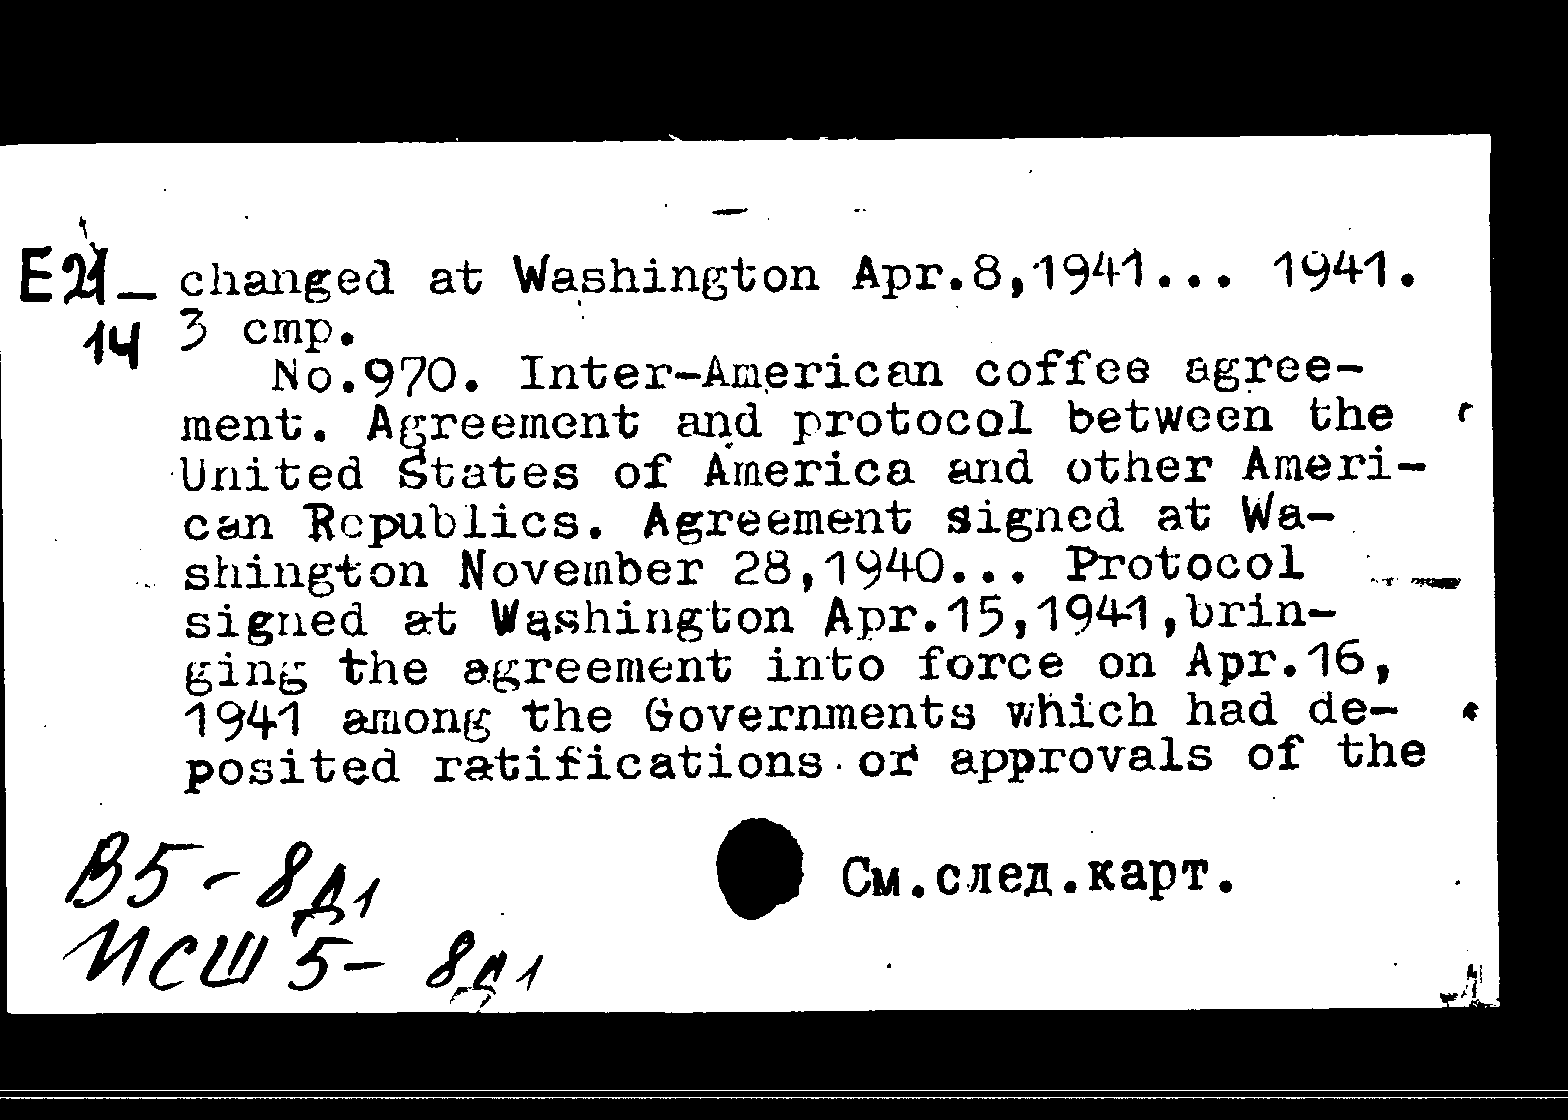 E21- changed at Washington Apr.8,1941... 1941.
14 3 стр.
No.970. Inter-American coffee agree-
ment. Agreement and protocol between the
United States of America and other Ameri-
can Republics. Agreement signed at Wa-
shington November 28,1940... Protocol
signed at Washington Apr.15,1941,brin-
ging the agreement into force on Apr.16,
1941 among the Governments which had de-
posited ratifications or approvals of the
См.след.карт.
В5-8д1
ИСШ5-8д1